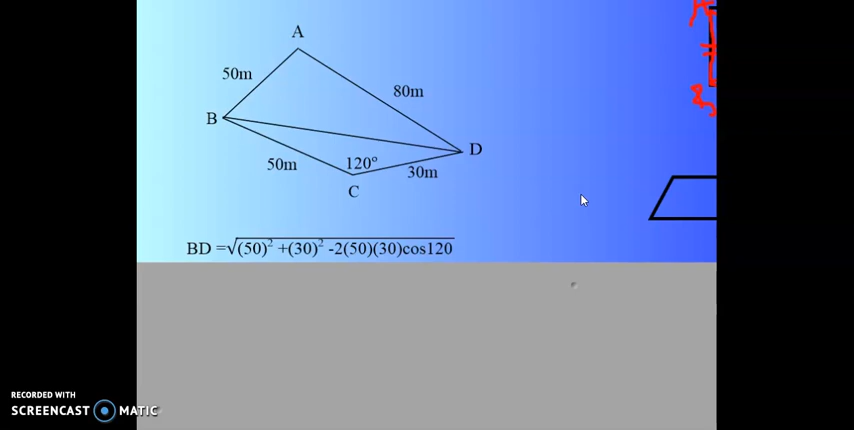 A
50m
80m
B
D
50m
120°
30m
C
BD =√(50)² +(30)² -2(50)(30)cos120
RECORDED WITH
SCREENCAST MATIC